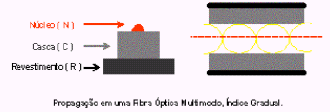 Núcleo ( N )
Casca ( C )
Revestimento ( R )
Propagação em uma Fibra Óptica Multimodo, Índice Gradual.